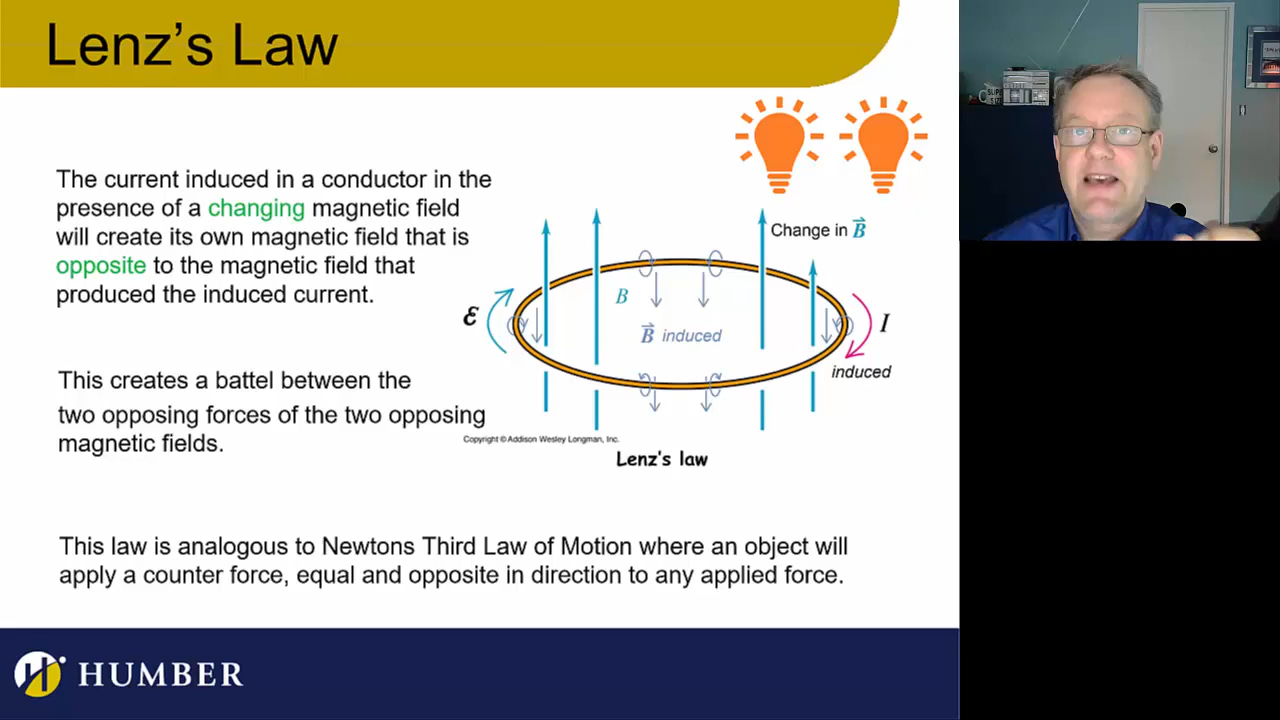 Lenz's Law
The current induced in a conductor in the
presence of a changing magnetic field
will create its own magnetic field that is
opposite to the magnetic field that
produced the induced current.
This creates a battel between the
two opposing forces of the two opposing
magnetic fields.
Change in B⃗
ℰ
B
B⃗ induced
I
induced
Copyright © Addison Wesley Longman, Inc.
Lenz's law
This law is analogous to Newtons Third Law of Motion where an object will
apply a counter force, equal and opposite in direction to any applied force.
HUMBER